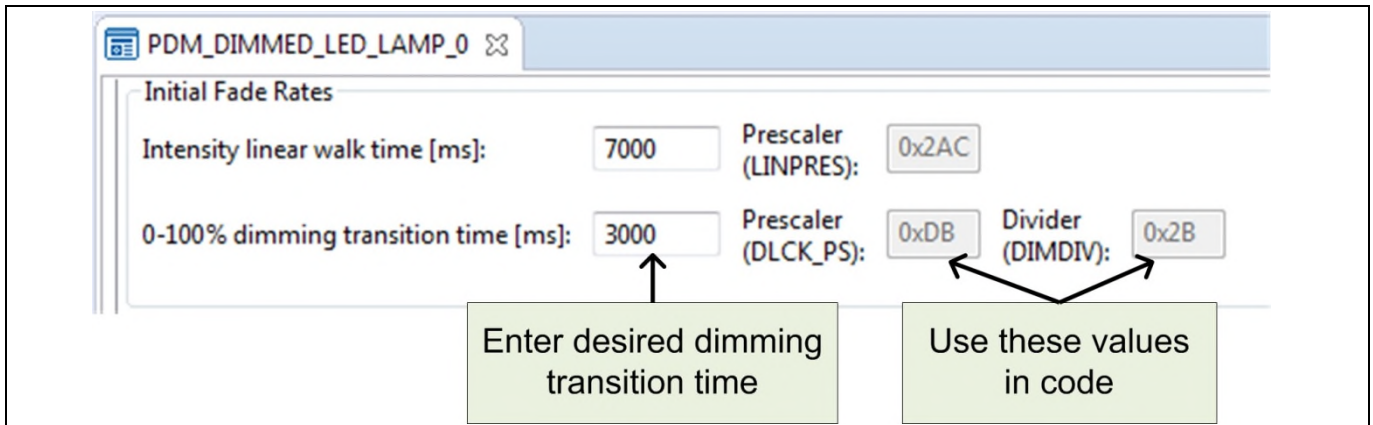 PDM_DIMMED_LED_LAMP_0
Initial Fade Rates
Intensity linear walk time [ms]: 7000 Prescaler (LINPRES): 0x2AC
0-100% dimming transition time [ms]: 3000 Prescaler (DLCK_PS): 0xDB Divider (DIMDIV): 0x2B
Enter desired dimming
transition time
Use these values
in code